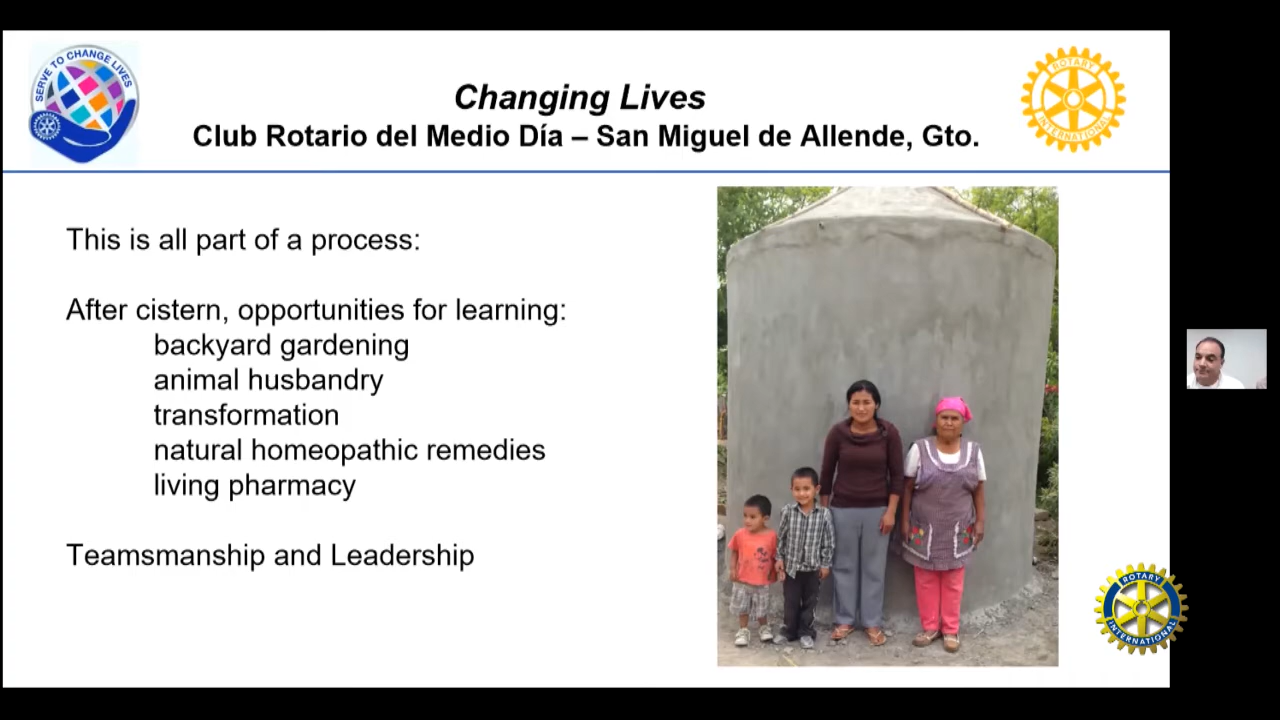 SERVE TO CHANGE LIVES
ROTARY
INTERNATIONAL
Changing Lives
Club Rotario del Medio Día – San Miguel de Allende, Gto.
This is all part of a process:
After cistern, opportunities for learning:
backyard gardening
animal husbandry
transformation
natural homeopathic remedies
living pharmacy
Teamsmanship and Leadership
ROTARY
INTERNATIONAL